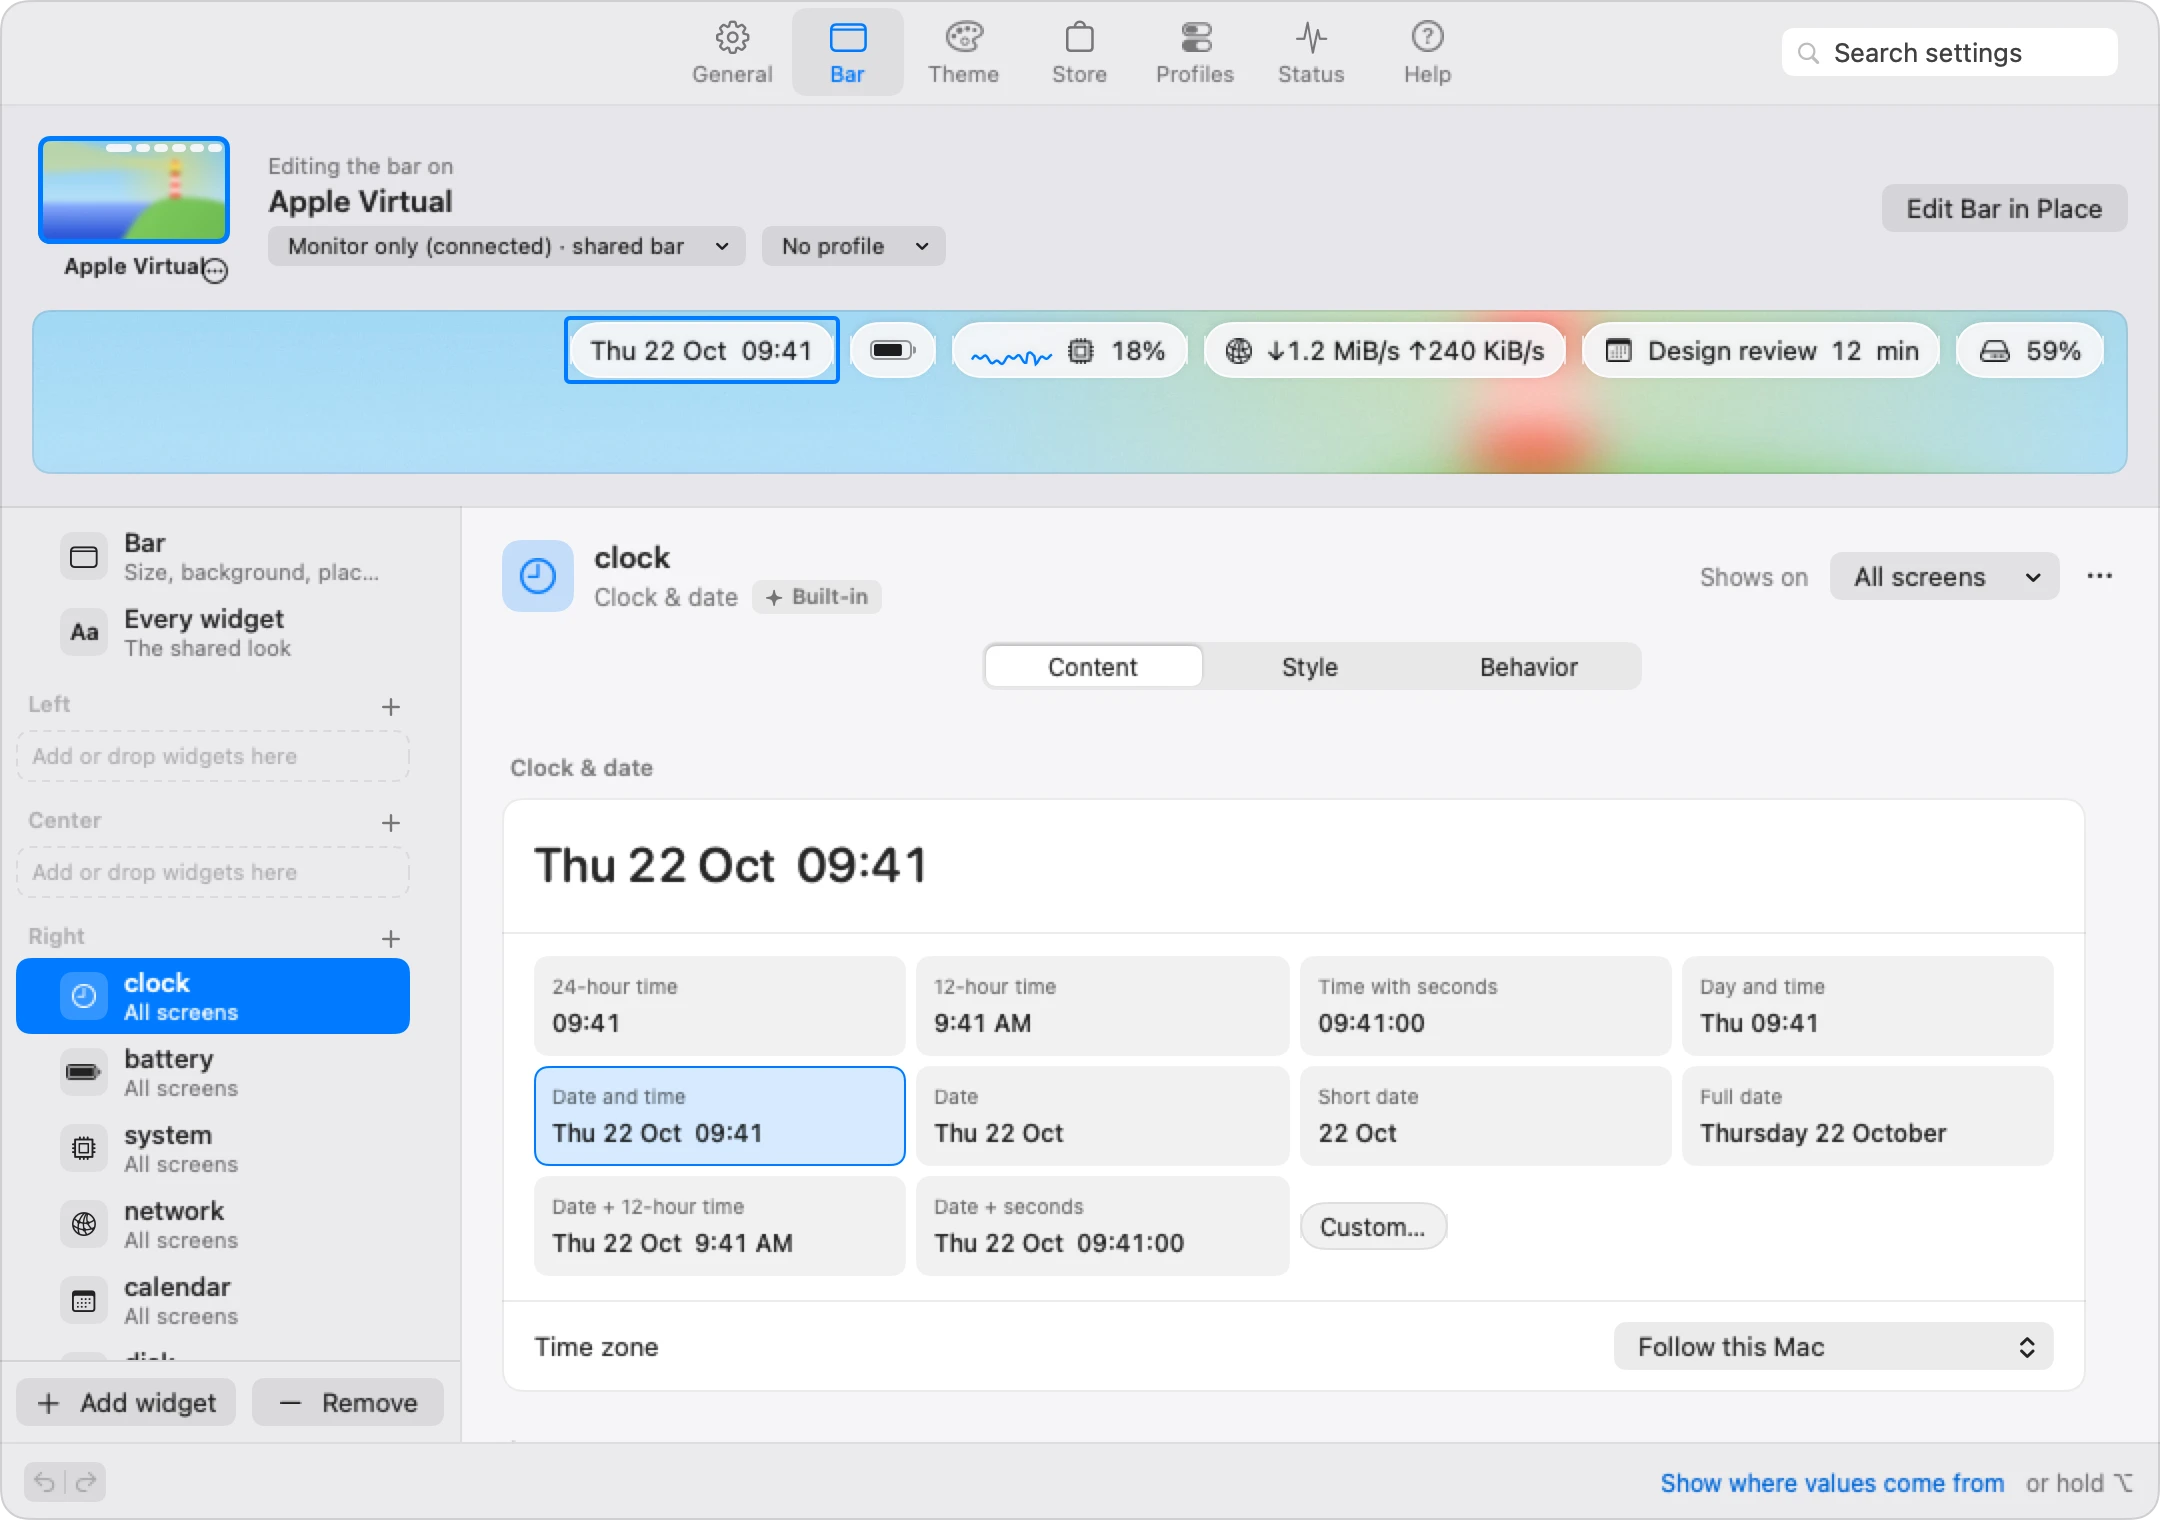 General
Bar
Theme
Store
Profiles
Status
Help
Search settings
Editing the bar on
Apple Virtual
Monitor only (connected) · shared bar
No profile
Edit Bar in Place
Apple Virtual
Thu 22 Oct 09:41
18%
↓1.2 MiB/s ↑240 KiB/s
Design review 12 min
59%
Bar
Size, background, plac...
Aa
Every widget
The shared look
Left
Add or drop widgets here
Center
Add or drop widgets here
Right
clock
All screens
battery
All screens
system
All screens
network
All screens
calendar
All screens
disk
Add widget
Remove
clock
Clock & date
Built-in
Shows on
All screens
Content
Style
Behavior
Clock & date
Thu 22 Oct 09:41
24-hour time
09:41
12-hour time
9:41 AM
Time with seconds
09:41:00
Day and time
Thu 09:41
Date and time
Thu 22 Oct 09:41
Date
Thu 22 Oct
Short date
22 Oct
Full date
Thursday 22 October
Date + 12-hour time
Thu 22 Oct 9:41 AM
Date + seconds
Thu 22 Oct 09:41:00
Custom...
Time zone
Follow this Mac
Show where values come from
or hold ⌥